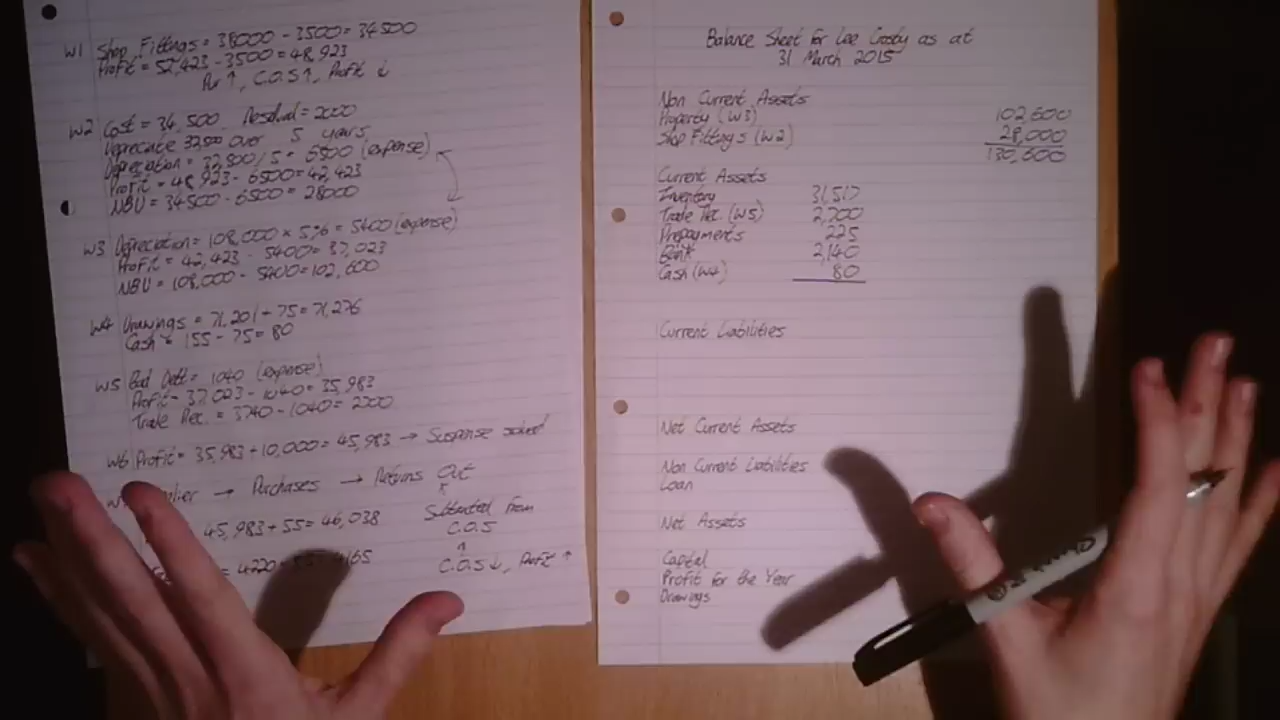 W1 Shop Fittings = 38000 - 3500 = 34500
Profit = 52,423 - 3500 = 48,923
Pur ↑, C.O.S ↑, Profit ↓
W2 Cost = 34,500 Residual = 2000
Depreciate 32500 over 5 years
Depreciation = 32,500 / 5 = 6500 (expense)
Profit = 48,923 - 6500 = 42,423
NBV = 34500 - 6500 = 28000
W3 Depreciation = 108,000 × 5% = 5400 (expense)
Profit = 42,423 - 5400 = 37,023
NBV = 108,000 - 5400 = 102,600
W4 Drawings = 71,201 + 75 = 71,276
Cash = 155 - 75 = 80
W5 Bad Debt = 1040 (expense)
Profit = 37,023 - 1040 = 35,983
Trade Rec. = 3740 - 1040 = 2700
W6 Profit = 35,983 + 10,000 = 45,983 → Suspense solved
→ Purchases → Returns Out
45,983 + 55 = 46,038 Subtracted from
C.O.S
= 4220 4165 C.O.S ↓, Profit ↑
Balance Sheet for Lee Crosby as at
31 March 2015
Non Current Assets
Property (W3) 102,600
Shop Fittings (W2) 28,000
130,600
Current Assets
Inventory 31,517
Trade Rec. (W5) 2,700
Prepayments 225
Bank 2,140
Cash (W4) 80
Current Liabilities
Net Current Assets
Non Current Liabilities
Loan
Net Assets
Capital
Profit for the Year
Drawings